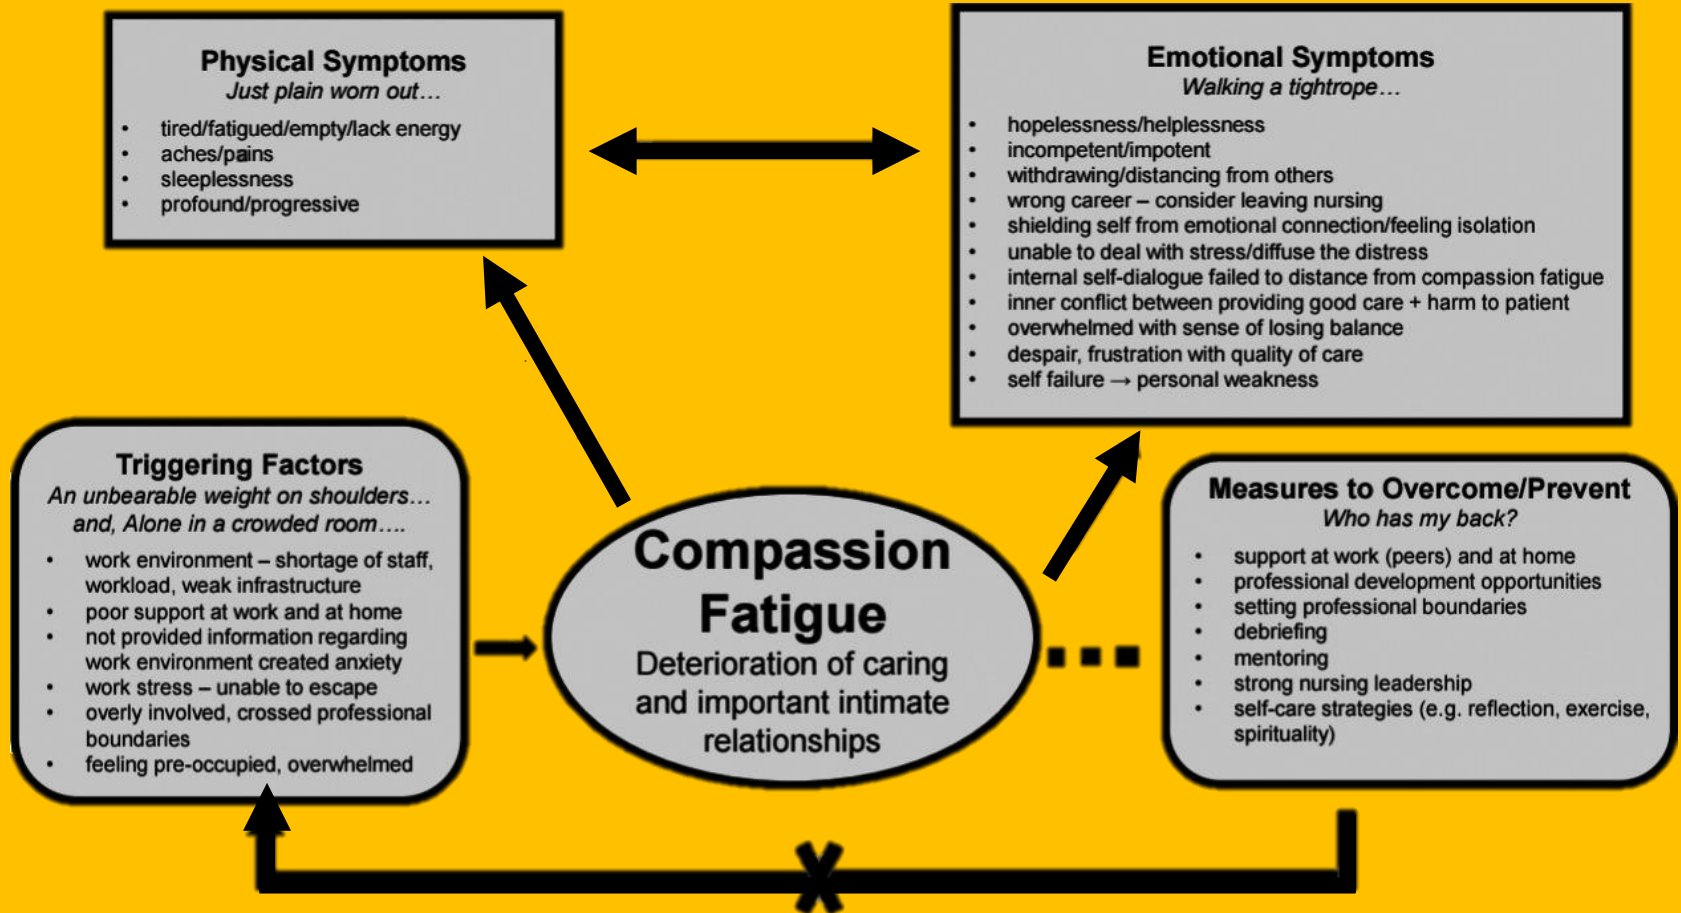 Physical Symptoms
Just plain worn out…
• tired/fatigued/empty/lack energy
• aches/pains
• sleeplessness
• profound/progressive
Emotional Symptoms
Walking a tightrope…
• hopelessness/helplessness
• incompetent/impotent
• withdrawing/distancing from others
• wrong career – consider leaving nursing
• shielding self from emotional connection/feeling isolation
• unable to deal with stress/diffuse the distress
• internal self-dialogue failed to distance from compassion fatigue
• inner conflict between providing good care + harm to patient
• overwhelmed with sense of losing balance
• despair, frustration with quality of care
• self failure → personal weakness
Triggering Factors
An unbearable weight on shoulders…
and, Alone in a crowded room….
• work environment – shortage of staff,
workload, weak infrastructure
• poor support at work and at home
• not provided information regarding
work environment created anxiety
• work stress – unable to escape
• overly involved, crossed professional
boundaries
• feeling pre-occupied, overwhelmed
Compassion
Fatigue
Deterioration of caring
and important intimate
relationships
Measures to Overcome/Prevent
Who has my back?
• support at work (peers) and at home
• professional development opportunities
• setting professional boundaries
• debriefing
• mentoring
• strong nursing leadership
• self-care strategies (e.g. reflection, exercise,
spirituality)